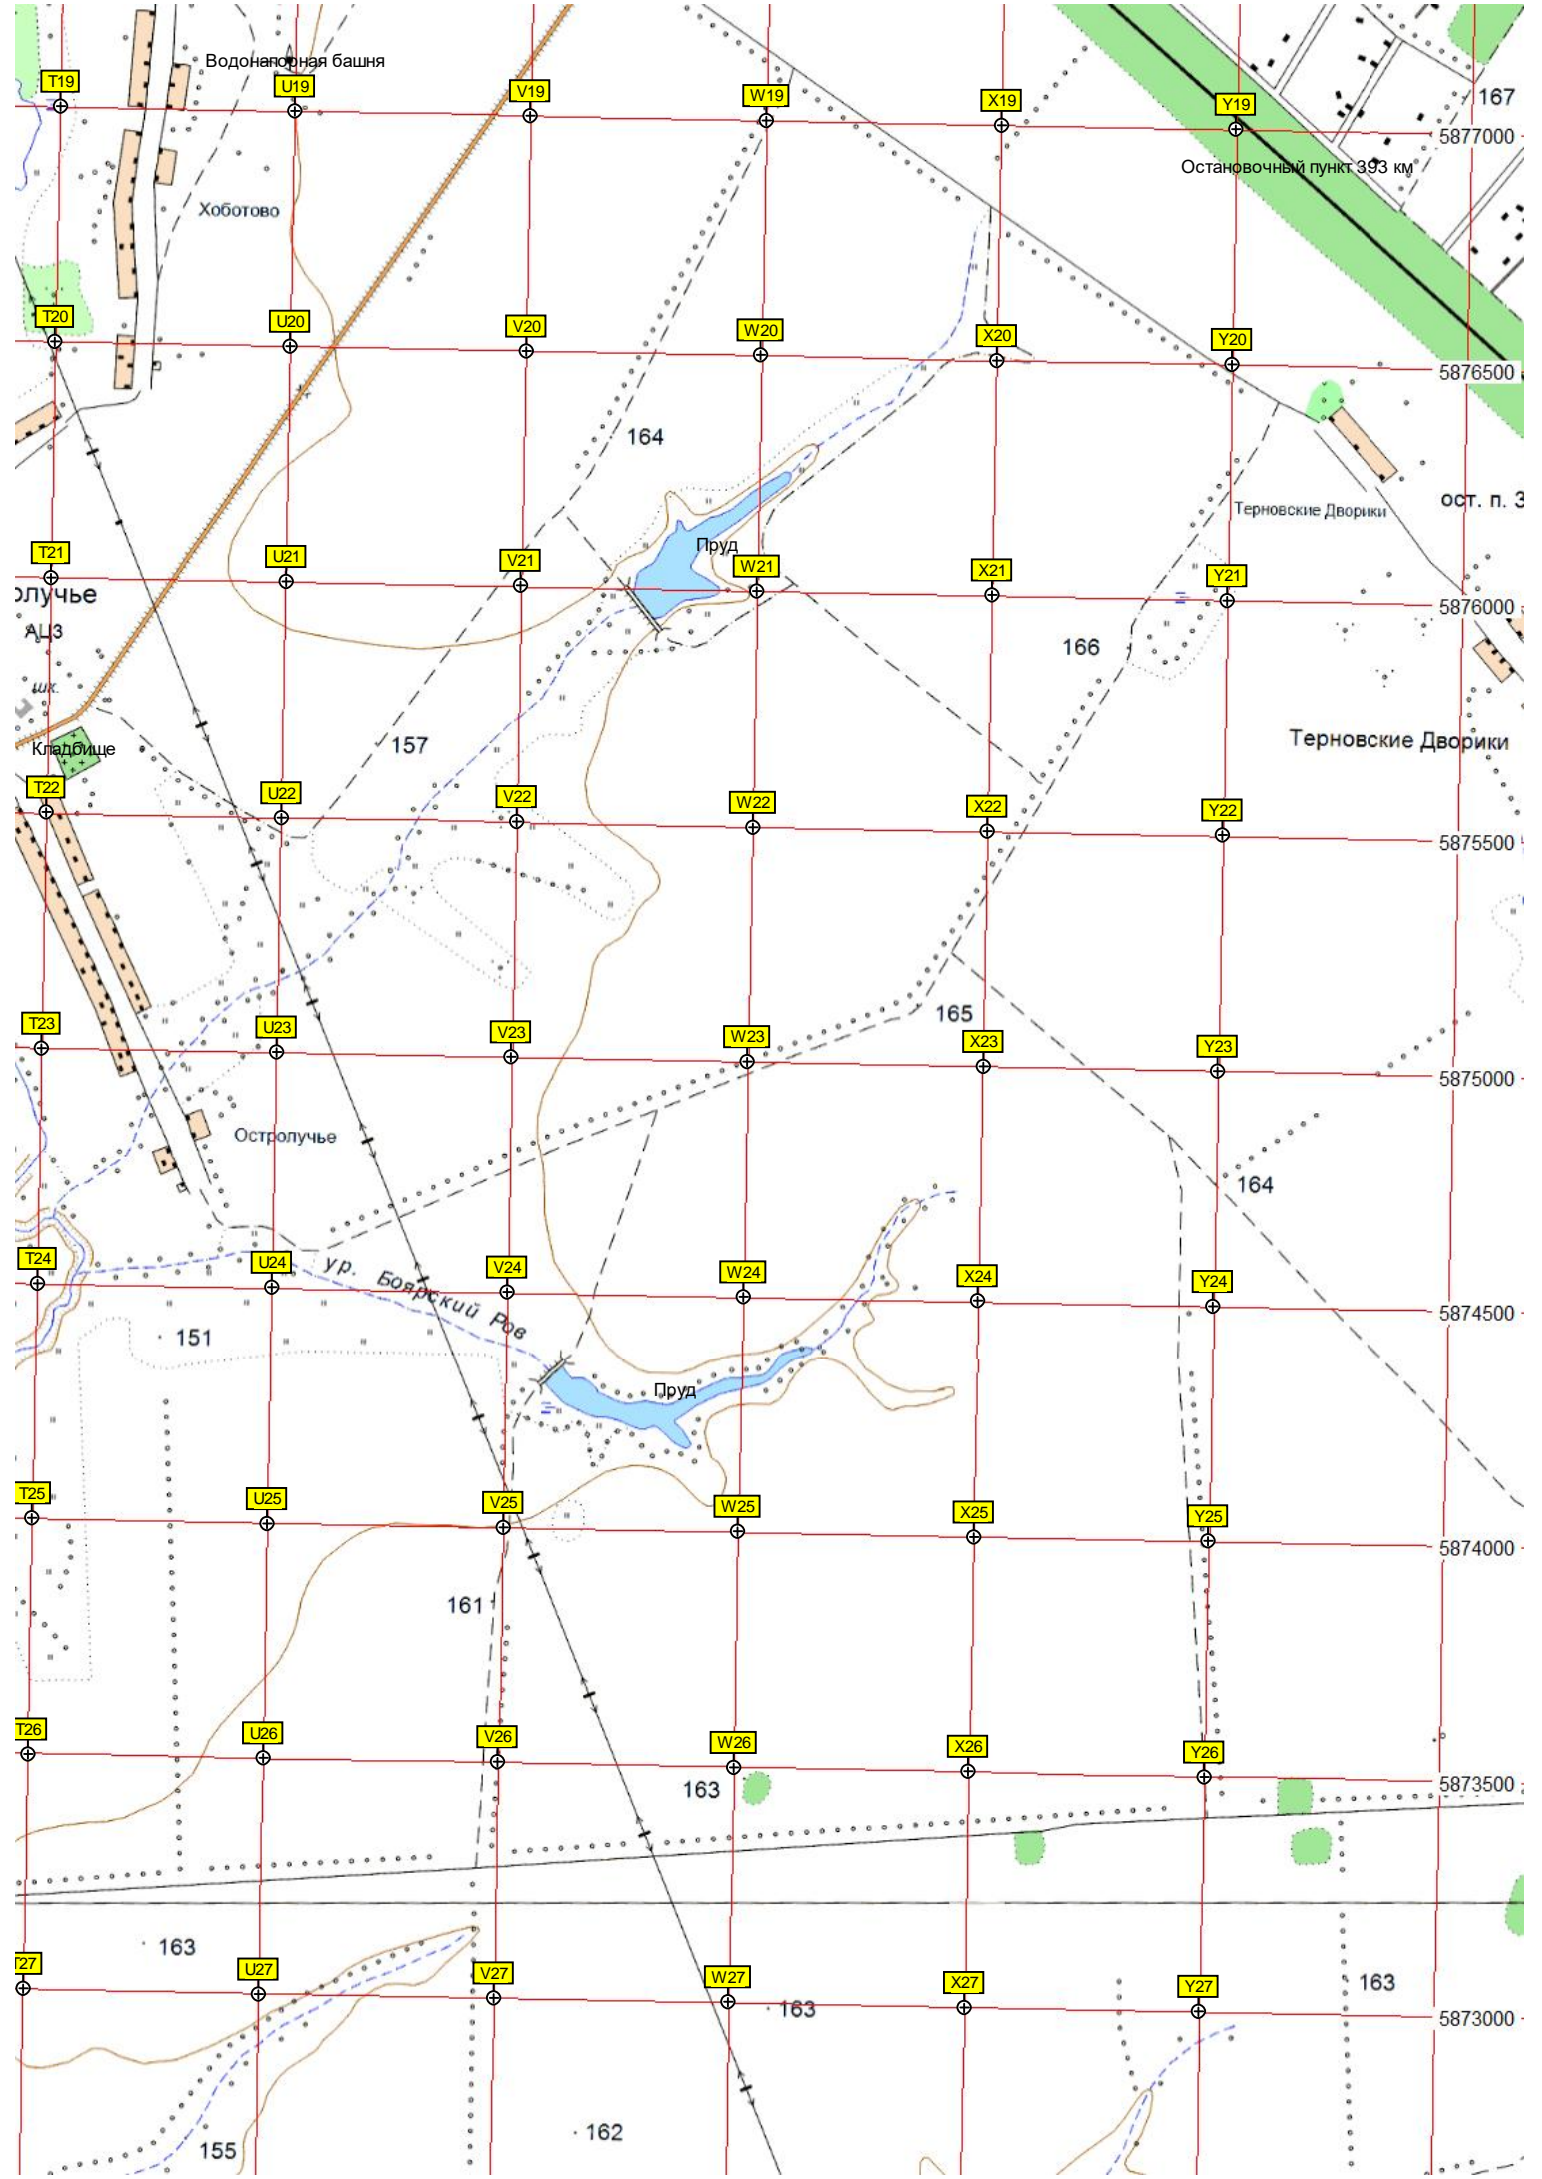 Водонапорная башня
T19
U19
V19
W19
X19
Y19
167
5877000
Остановочный пункт 393 км
Хоботово
T20
U20
V20
W20
X20
Y20
5876500
164
Терновские Дворики
ост. п. 3
Пруд
T21
U21
V21
W21
X21
Y21
5876000
олучье
АЦЗ
166
шк.
Кладбище
157
Терновские Дворики
T22
U22
V22
W22
X22
Y22
5875500
165
T23
U23
V23
W23
X23
Y23
5875000
Остролучье
164
T24
U24
V24
W24
X24
Y24
5874500
ур. Боярский Ров
151
Пруд
T25
U25
V25
W25
X25
Y25
5874000
161
T26
U26
V26
W26
X26
Y26
5873500
163
163
T27
U27
V27
W27
X27
Y27
163
163
5873000
155
162